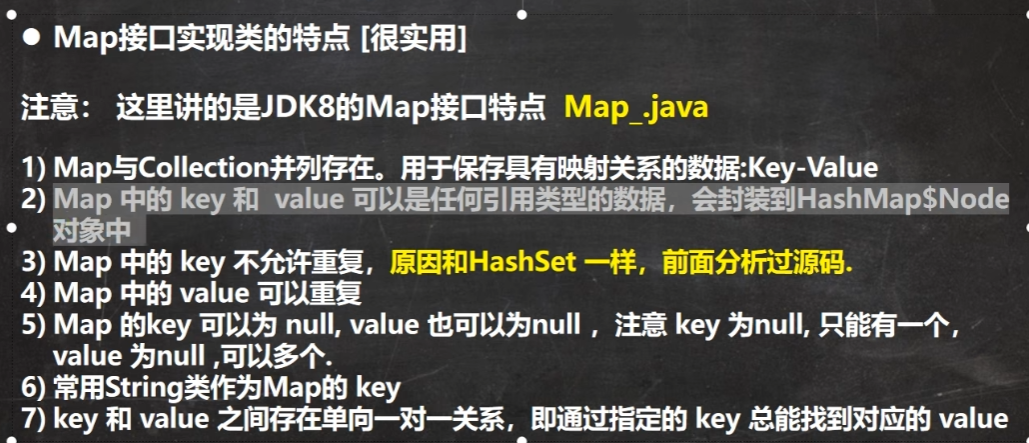 ● Map接口实现类的特点 [很实用]
注意： 这里讲的是JDK8的Map接口特点 Map_.java
1) Map与Collection并列存在。用于保存具有映射关系的数据:Key-Value
2) Map 中的 key 和 value 可以是任何引用类型的数据，会封装到HashMap$Node
对象中
3) Map 中的 key 不允许重复，原因和HashSet 一样，前面分析过源码.
4) Map 中的 value 可以重复
5) Map 的key 可以为 null, value 也可以为null ，注意 key 为null, 只能有一个，
value 为null ,可以多个.
6) 常用String类作为Map的 key
7) key 和 value 之间存在单向一对一关系，即通过指定的 key 总能找到对应的 value